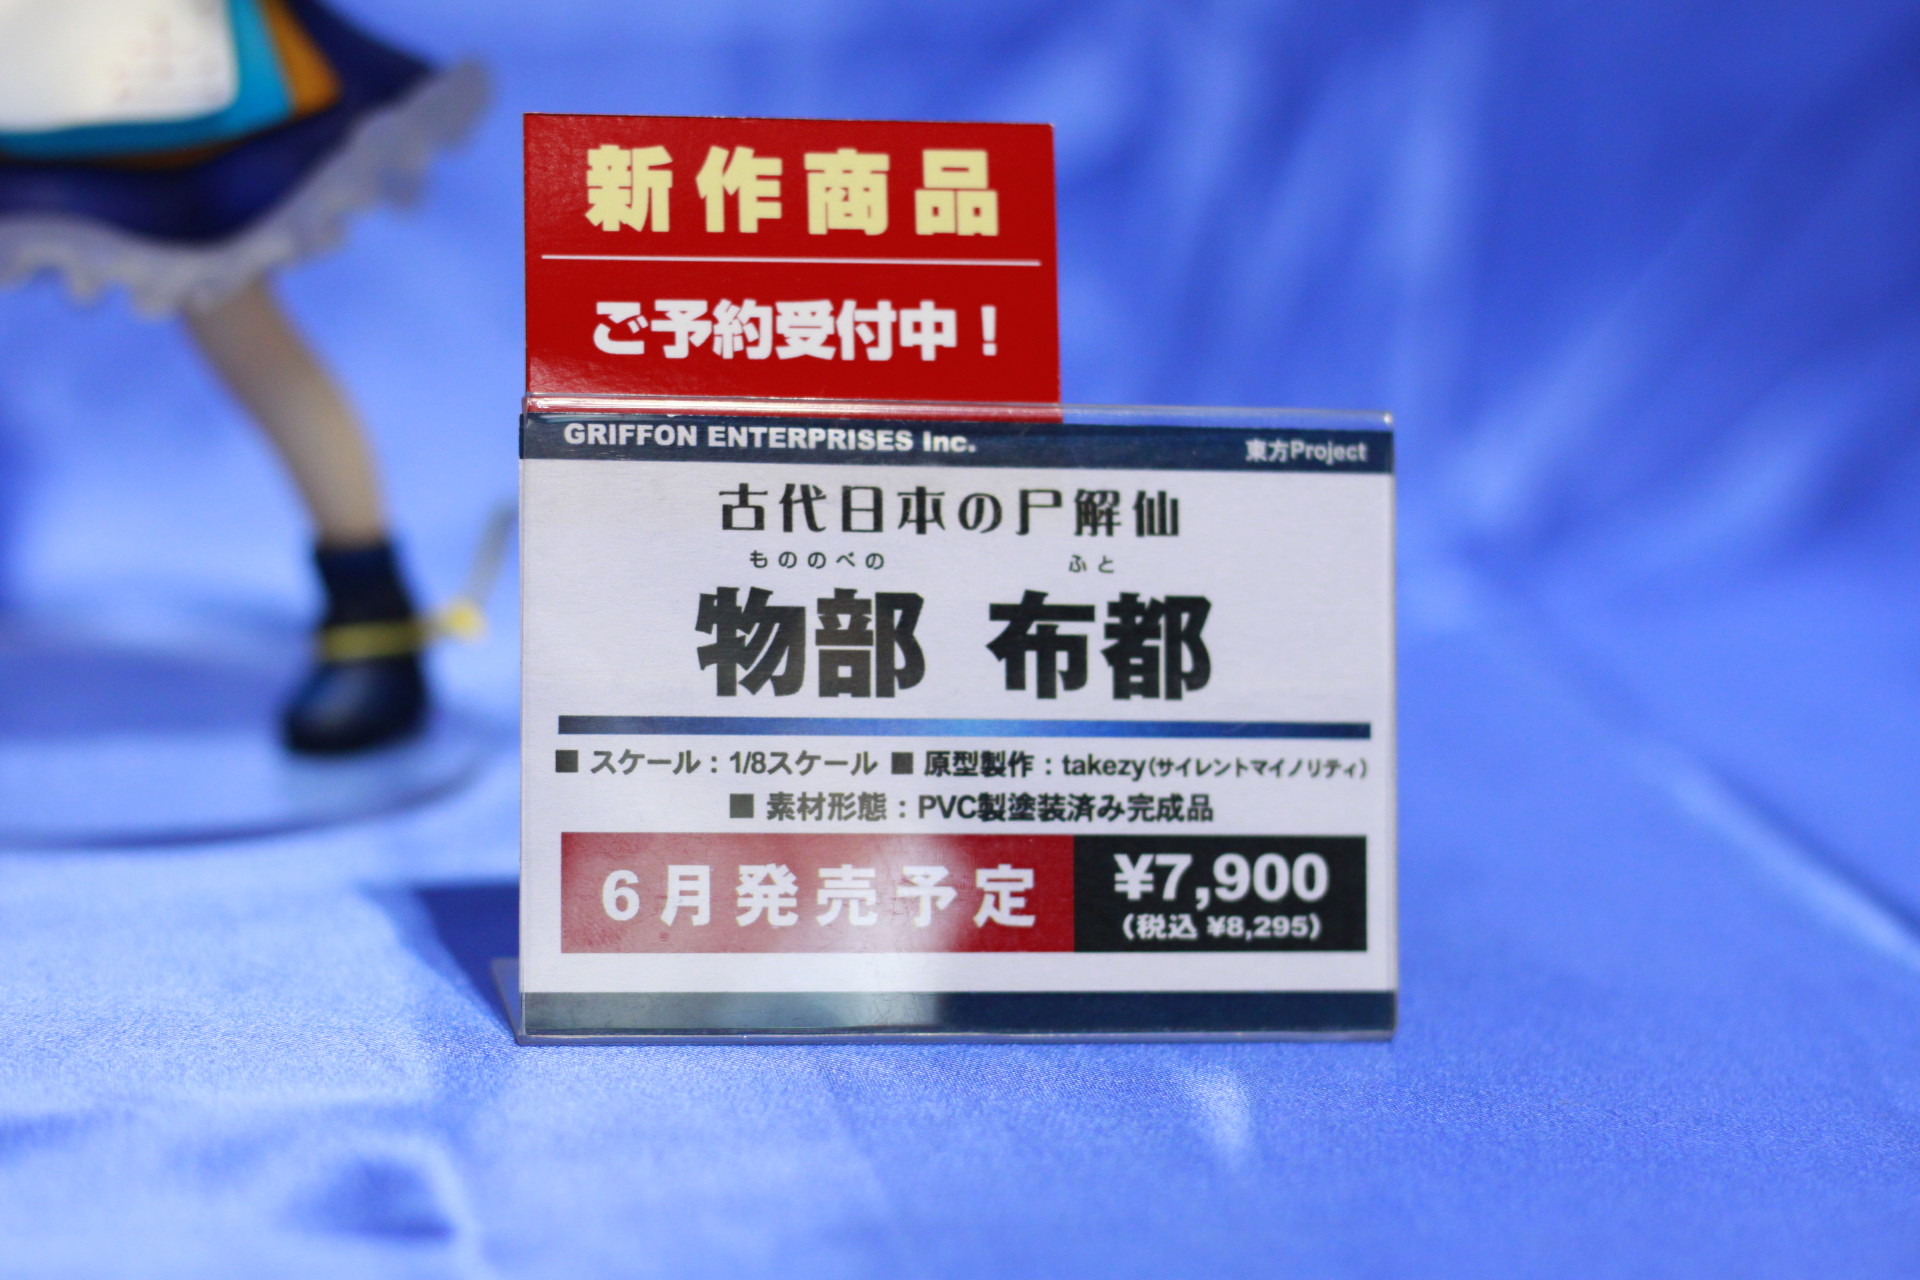 新作商品
ご予約受付中！
GRIFFON ENTERPRISES Inc.
東方Project
古代日本の尸解仙
もののべの ふと
物部 布都
■ スケール：1/8スケール ■ 原型製作：takezy(サイレントマイノリティ)
■ 素材形態：PVC製塗装済み完成品
6月発売予定
¥7,900
(税込 ¥8,295)